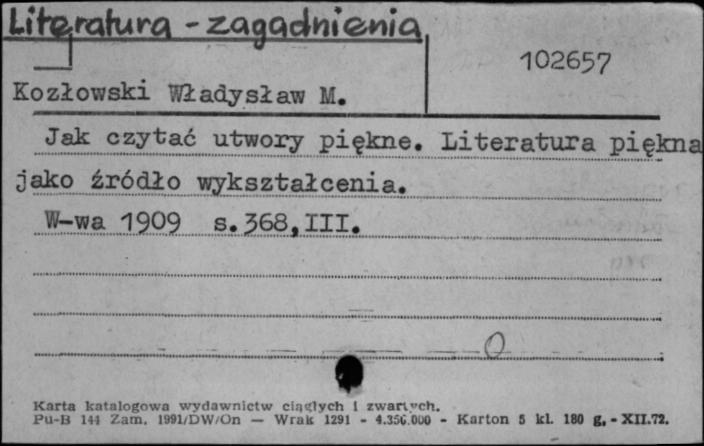 Literatura - zagadnienia
102657
Kozłowski Władysław M.
Jak czytać utwory piękne. Literatura piękna
jako źródło wykształcenia.
W-wa 1909 s.368,III.
Karta katalogowa wydawnictw ciągłych i zwartych.
Pu-B 144 Zam. 1991/DW/On — Wrak 1291 - 4.356.000 - Karton 5 kl. 180 g. - XII.72.